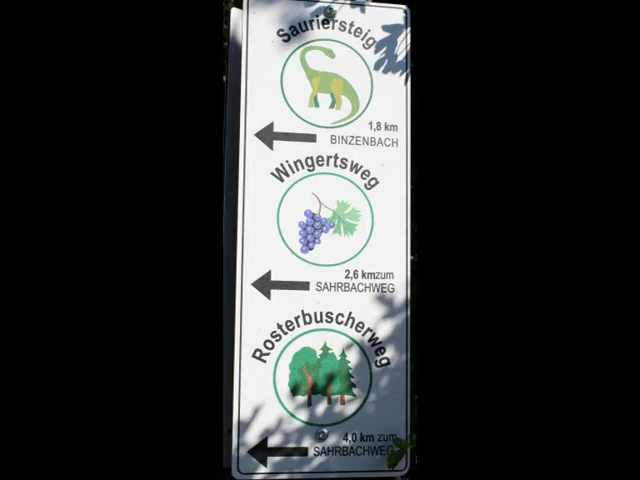 Sauriersteig
1,8 km
BINZENBACH
Wingertsweg
2,6 kmzum
SAHRBACHWEG
Rosterbuscherweg
4,0 km zum
SAHRBACHWEG